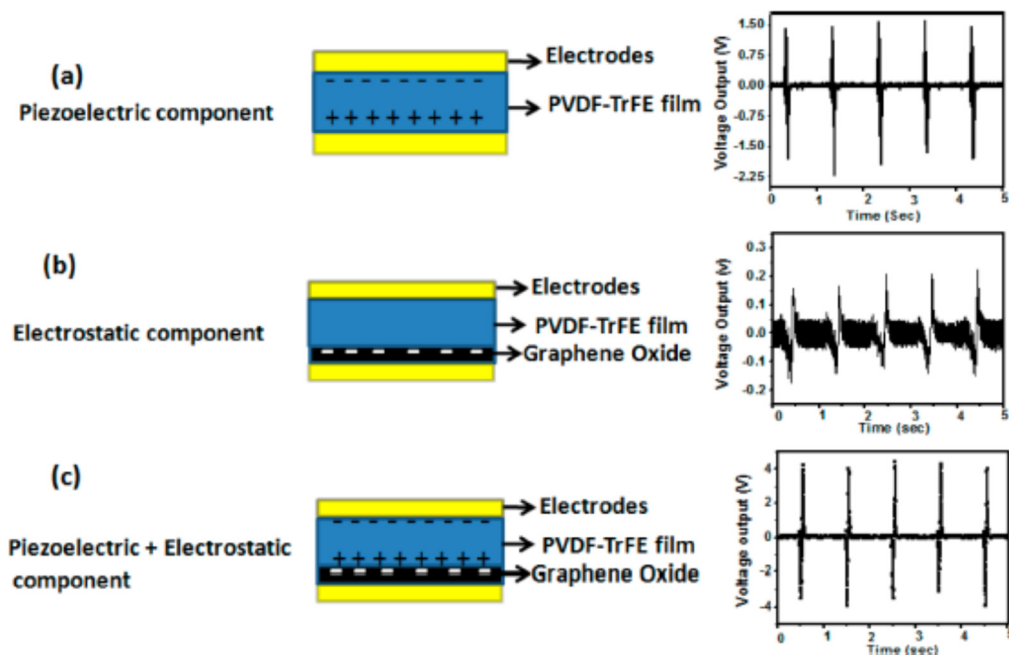 (a)
Piezoelectric component
Electrodes
PVDF-TrFE film
- - - - - - - - -
+ + + + + + + +
Voltage Output (V)
1.50
0.75
0.00
-0.75
-1.50
-2.25
0 1 2 3 4 5
Time (Sec)
(b)
Electrostatic component
Electrodes
PVDF-TrFE film
Graphene Oxide
Voltage Output (v)
0.3
0.2
0.1
0.0
-0.1
-0.2
0 1 2 3 4 5
Time (sec)
(c)
Piezoelectric + Electrostatic
component
Electrodes
PVDF-TrFE film
Graphene Oxide
- - - - - - - - -
+ + + + + + + +
Voltage output (V)
4
2
0
-2
-4
0 1 2 3 4 5
Time (sec)